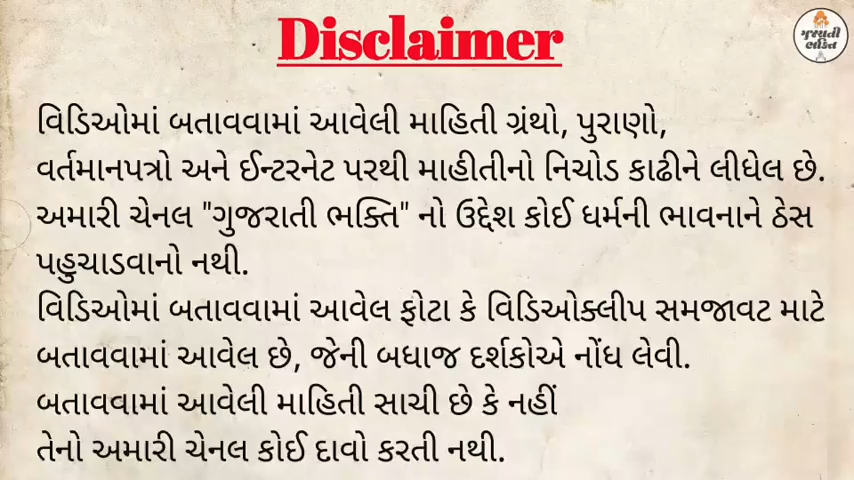 Disclaimer
ગુજરાતી
ભક્તિ
વિડિઓમાં બતાવવામાં આવેલી માહિતી ગ્રંથો, પુરાણો,
વર્તમાનપત્રો અને ઈન્ટરનેટ પરથી માહીતીનો નિચોડ કાઢીને લીધેલ છે.
અમારી ચેનલ "ગુજરાતી ભક્તિ" નો ઉદ્દેશ કોઈ ધર્મની ભાવનાને ઠેસ
પહુચાડવાનો નથી.
વિડિઓમાં બતાવવામાં આવેલ ફોટા કે વિડિઓક્લીપ સમજાવટ માટે
બતાવવામાં આવેલ છે, જેની બધાજ દર્શકોએ નોંધ લેવી.
બતાવવામાં આવેલી માહિતી સાચી છે કે નહીં
તેનો અમારી ચેનલ કોઈ દાવો કરતી નથી.